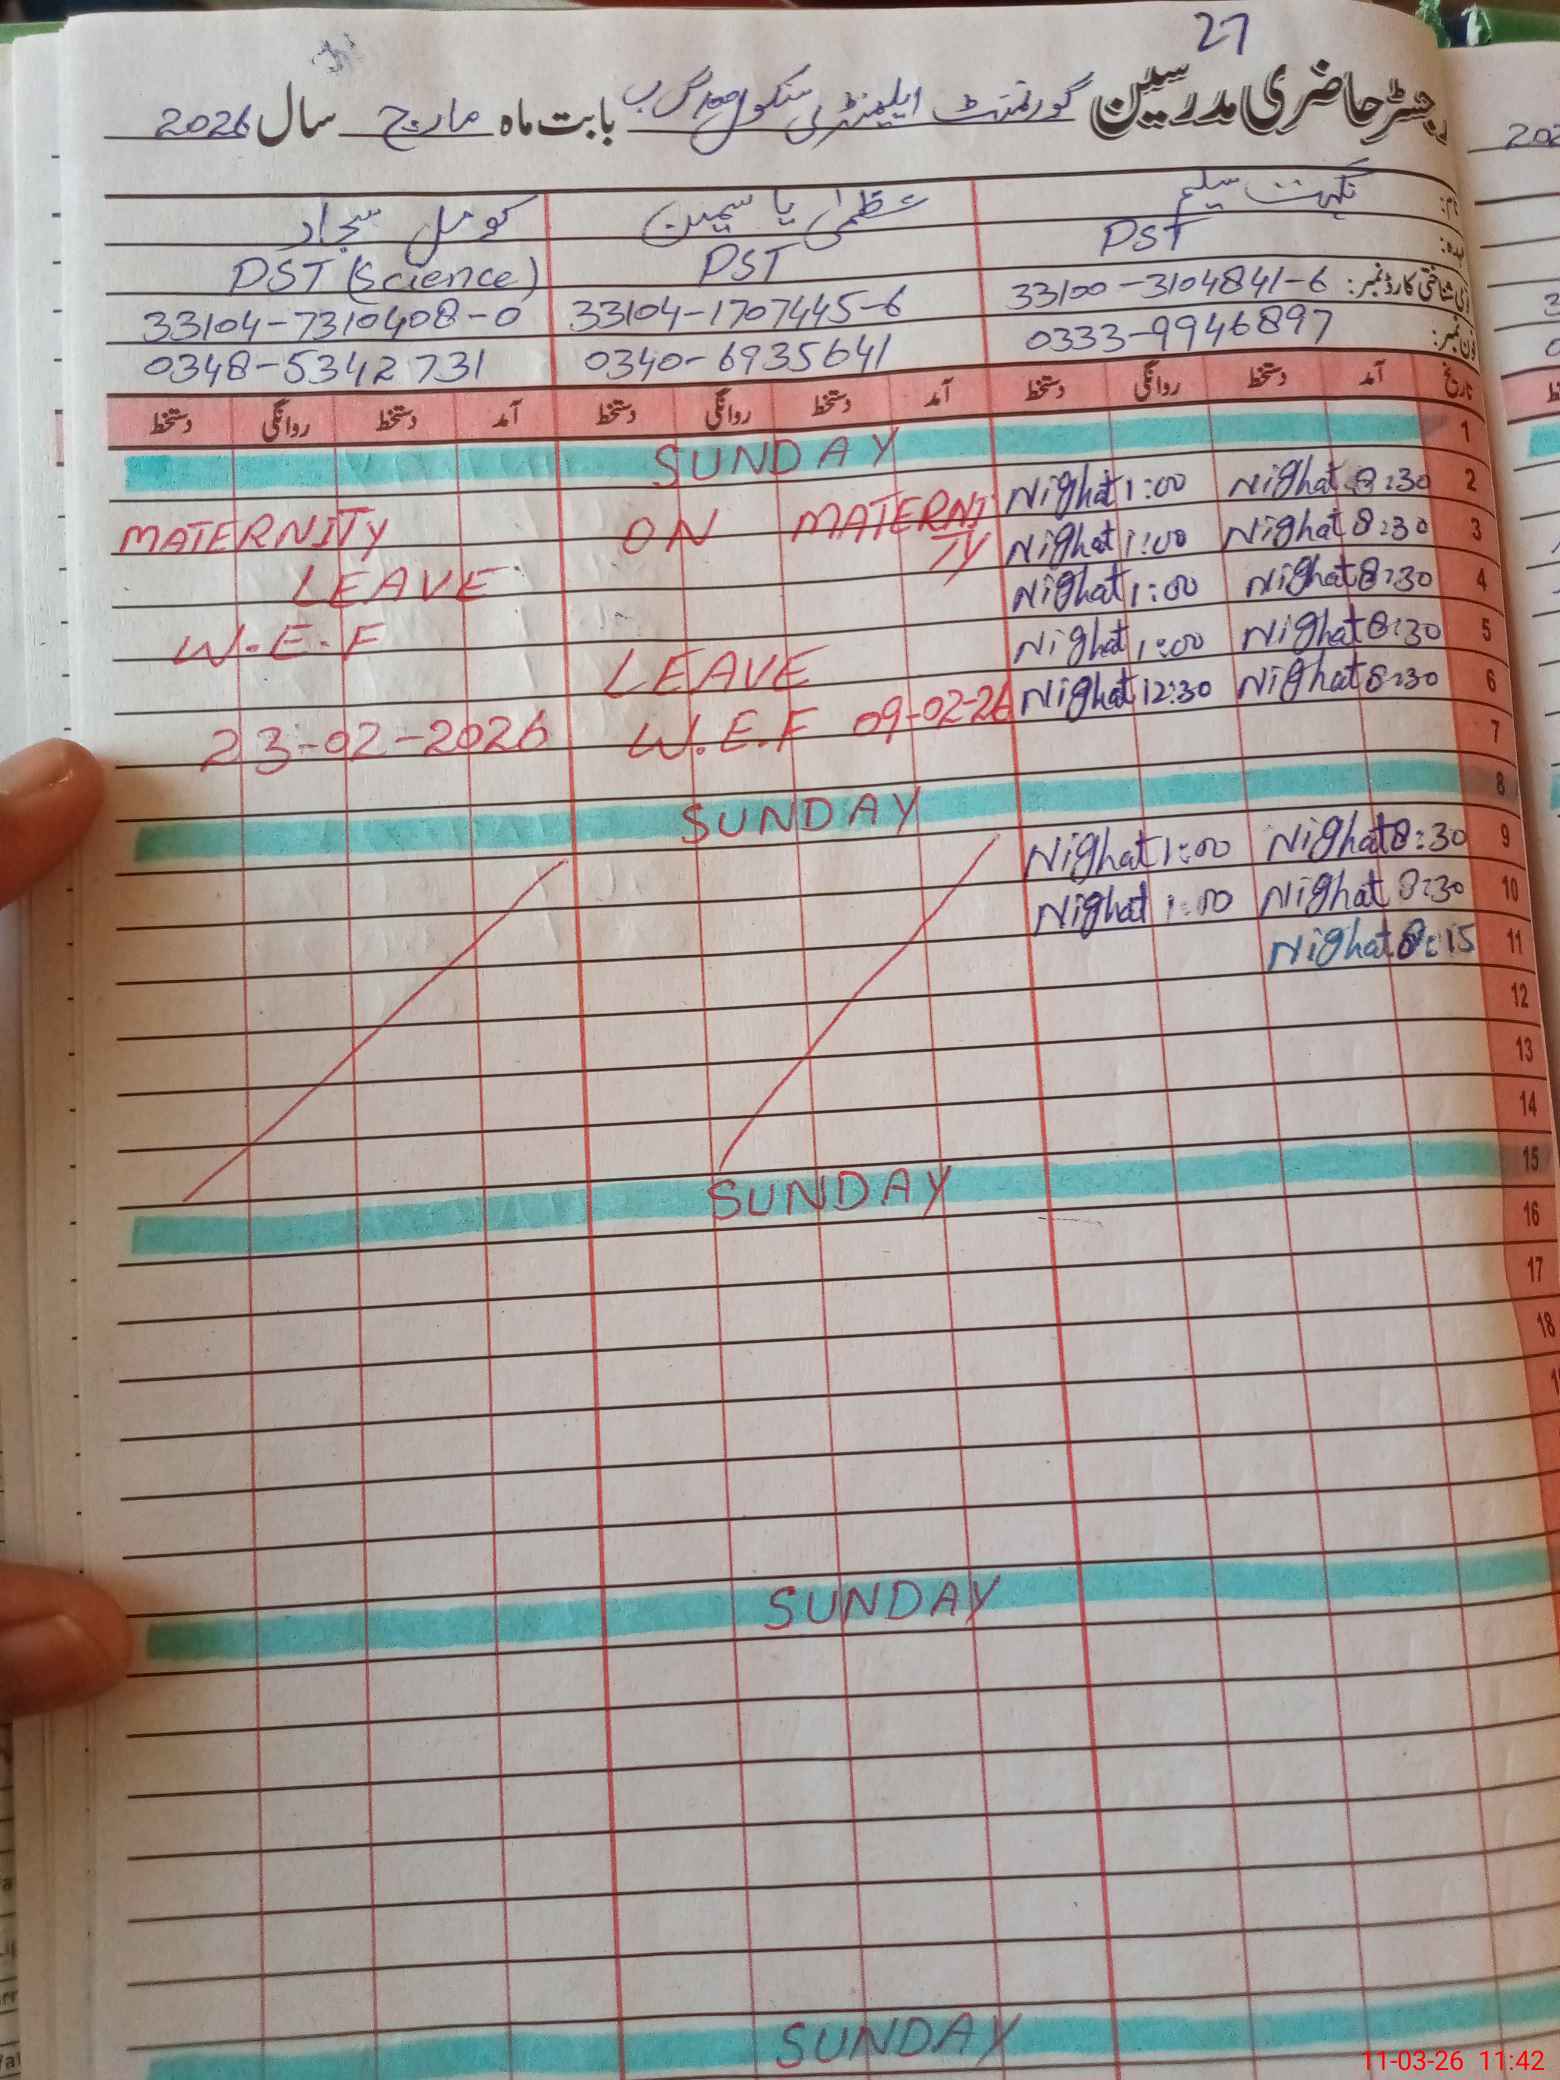 27
رجسٹر حاضری مدرسین گورنمنٹ ایلیمنٹری سکول ب بابت ماہ مارچ سال 2026
نام: نگہت سلیم عظمیٰ یاسمین کومل سجاد
عہدہ: PST PST PST (Science)
شناختی کارڈ نمبر: 33100-3104841-6 33104-1707445-6 33104-7310408-0
فون نمبر: 0333-9946897 0340-6935641 0348-5342731
تاریخ آمد دستخط روانگی دستخط آمد دستخط روانگی دستخط آمد دستخط روانگی دستخط
SUNDAY 1
Nighat 1:00 Nighat 8:30 2
MATERNITY ON MATERNI
TY Nighat 1:00 Nighat 8:30 3
LEAVE Nighat 1:00 Nighat 8:30 4
W.E.F LEAVE Nighat 1:00 Nighat 8:30 5
23-02-2026 W.E.F 09-02-26 Nighat 12:30 Nighat 8:30 6
7
SUNDAY 8
Nighat 1:00 Nighat 8:30 9
Nighat 1:00 Nighat 8:30 10
Nighat 8:15 11
12
13
14
SUNDAY 15
16
17
18
SUNDAY
SUNDAY
11-03-26 11:42